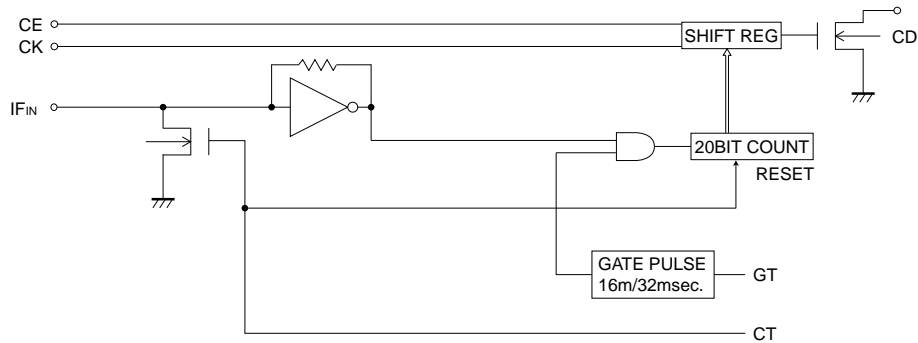 CE
SHIFT REG
CD
CK
IFIN
20BIT COUNT
RESET
GATE PULSE
16m/32msec.
GT
CT